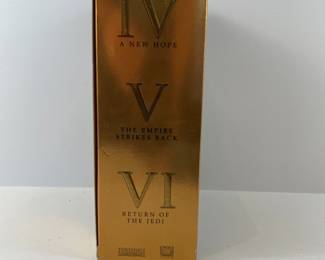 IV
A NEW HOPE
V
THE EMPIRE
STRIKES BACK
VI
RETURN OF
THE JEDI